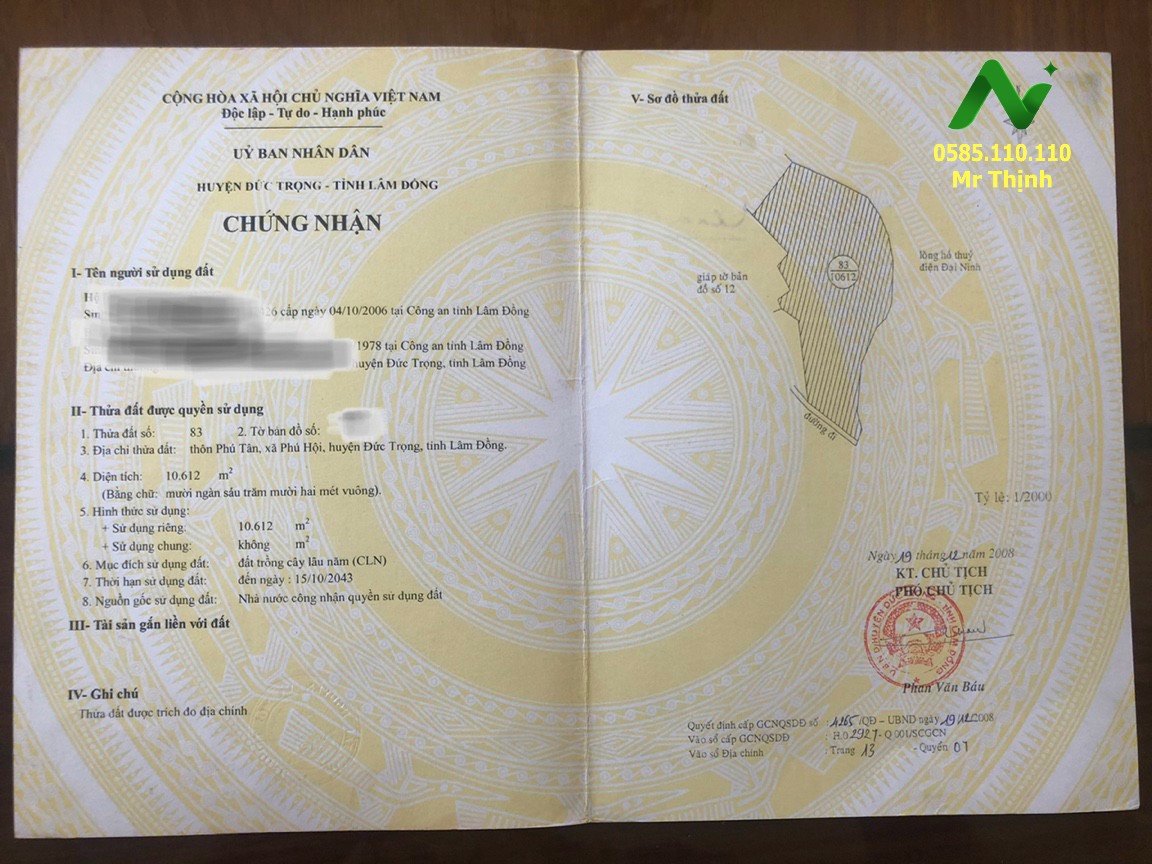 CỘNG HÒA XÃ HỘI CHỦ NGHĨA VIỆT NAM
Độc lập - Tự do - Hạnh phúc
UỶ BAN NHÂN DÂN
HUYỆN ĐỨC TRỌNG - TỈNH LÂM ĐỒNG
CHỨNG NHẬN
I- Tên người sử dụng đất
cấp ngày 04/10/2006 tại Công an tỉnh Lâm Đồng
1978 tại Công an tỉnh Lâm Đồng
huyện Đức Trọng, tỉnh Lâm Đồng
II- Thửa đất được quyền sử dụng
1. Thửa đất số: 83 2. Tờ bản đồ số:
3. Địa chỉ thửa đất: thôn Phú Tân, xã Phú Hội, huyện Đức Trọng, tỉnh Lâm Đồng.
4. Diện tích: 10.612 m²
(Bằng chữ: mười ngàn sáu trăm mười hai mét vuông).
5. Hình thức sử dụng:
+ Sử dụng riêng. 10.612 m²
+ Sử dụng chung: không m²
6. Mục đích sử dụng đất: đất trồng cây lâu năm (CLN)
7. Thời hạn sử dụng đất: đến ngày : 15/10/2043
8. Nguồn gốc sử dụng đất: Nhà nước công nhận quyền sử dụng đất
III- Tài sản gắn liền với đất
IV- Ghi chú
Thửa đất được trích đo địa chính
V- Sơ đồ thửa đất
0585.110.110
Mr Thịnh
giáp tờ bản
đồ số 12
83
10612
lòng hồ thuỷ
điện Đại Ninh
đường đi
Tỷ lệ: 1/2000
Ngày 19 tháng 12 năm 2008
KT. CHỦ TỊCH
PHÓ CHỦ TỊCH
Phan Văn Báu
Quyết định cấp GCNQSDĐ số : 4265/QĐ – UBND ngày 19/12/2008
Vào sổ cấp GCNQSDĐ : H.02927- Q 00USCGCN
Vào sổ Địa chính : Trang 13 - Quyển 01